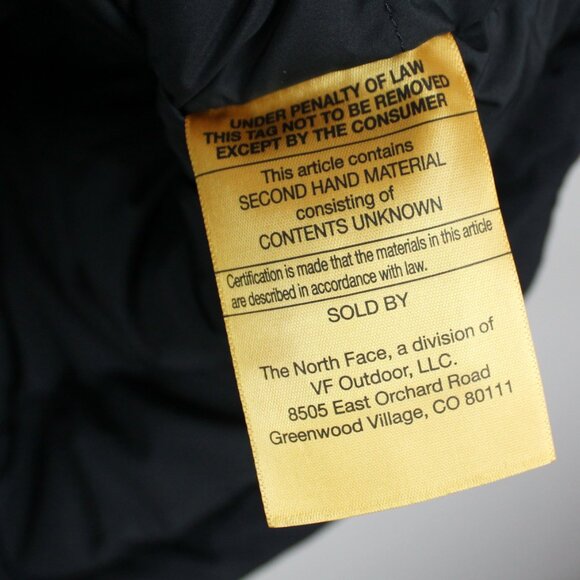 UNDER PENALTY OF LAW
THIS TAG NOT TO BE REMOVED
EXCEPT BY THE CONSUMER
This article contains
SECOND HAND MATERIAL
consisting of
CONTENTS UNKNOWN
Certification is made that the materials in this article
are described in accordance with law.
SOLD BY
The North Face, a division of
VF Outdoor, LLC.
8505 East Orchard Road
Greenwood Village, CO 80111